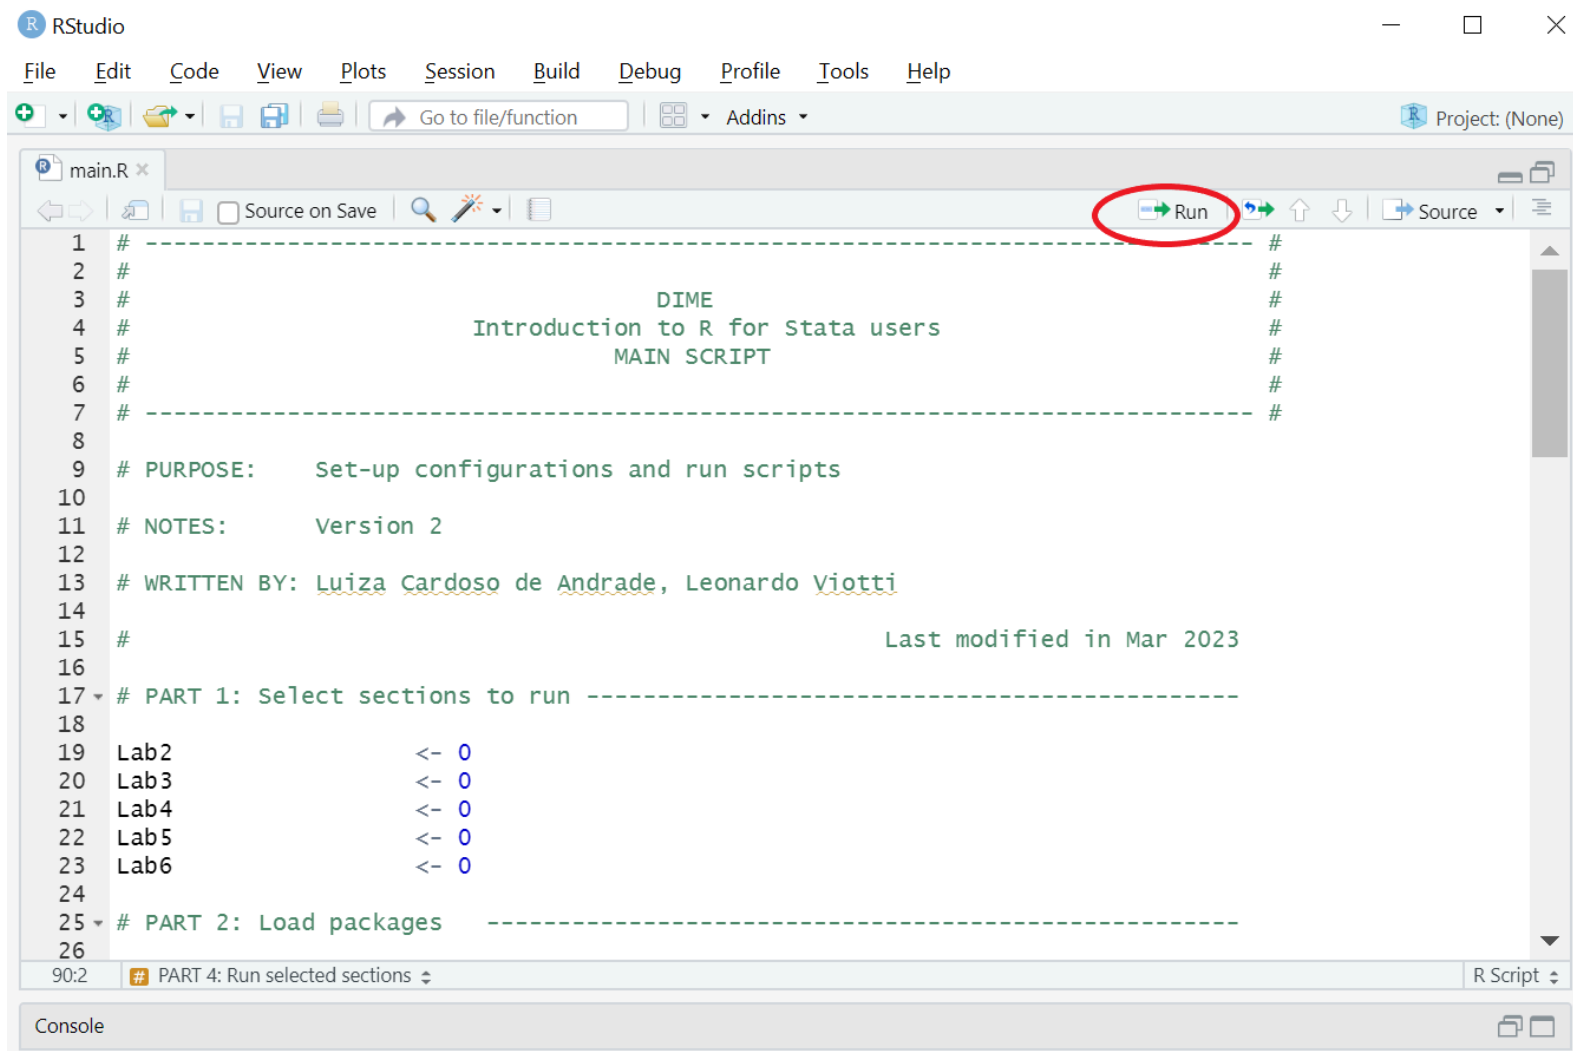 RStudio
File Edit Code View Plots Session Build Debug Profile Tools Help
Go to file/function Addins Project: (None)
main.R
Source on Save Run Source
1 # ------------------------------------------------------------------------------ #
2 # #
3 # DIME #
4 # Introduction to R for Stata users #
5 # MAIN SCRIPT #
6 # #
7 # ------------------------------------------------------------------------------ #
8
9 # PURPOSE: Set-up configurations and run scripts
10
11 # NOTES: Version 2
12
13 # WRITTEN BY: Luiza Cardoso de Andrade, Leonardo Viotti
14
15 # Last modified in Mar 2023
16
17 # PART 1: Select sections to run ----------------------------------------------
18
19 Lab2 <- 0
20 Lab3 <- 0
21 Lab4 <- 0
22 Lab5 <- 0
23 Lab6 <- 0
24
25 # PART 2: Load packages -----------------------------------------------------
26
90:2 # PART 4: Run selected sections R Script
Console